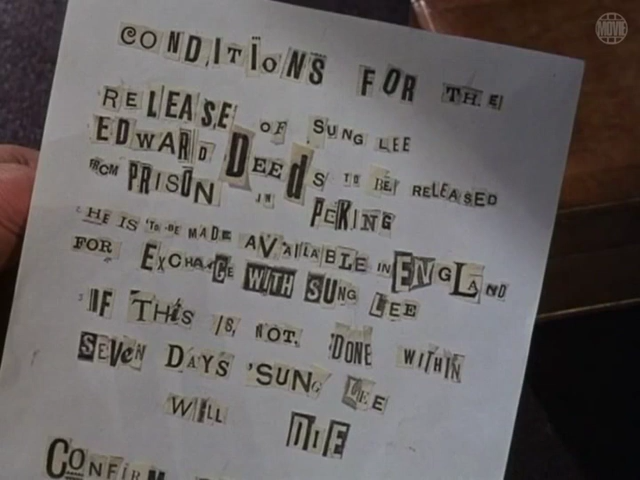 MOVIE
CONDITIONS FOR THE
RELEASE OF SUNG LEE
EDWARD DEEDS TO BE RELEASED
FROM PRISON IN PEKING
HE IS TO BE MADE AVAILABLE IN ENGLAND
FOR EXCHANGE WITH SUNG LEE
IF THIS IS NOT DONE WITHIN
SEVEN DAYS SUNG LEE
WILL DIE